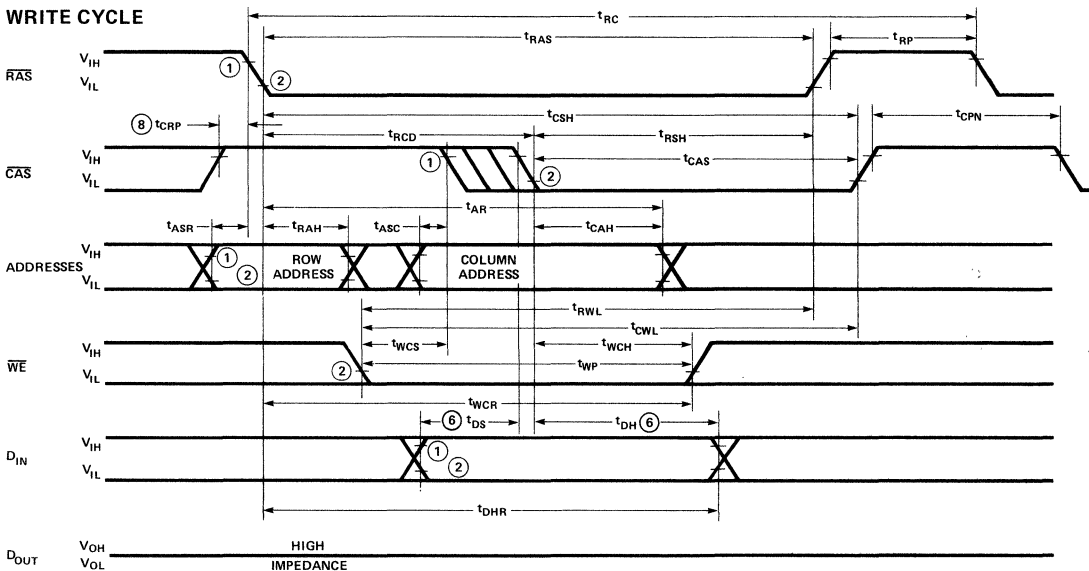 WRITE CYCLE
tRC
tRAS
tRP
RAS
VIH
VIL
① ②
tCSH
⑧ tCRP
tRCD
tRSH
tCPN
CAS
VIH
VIL
① ②
tCAS
tAR
tASR
tRAH
tASC
tCAH
ADDRESSES
VIH
VIL
① ②
ROW ADDRESS
COLUMN ADDRESS
tRWL
tCWL
WE
VIH
VIL
②
tWCS
tWCH
tWP
tWCR
⑥ tDS
tDH ⑥
DIN
VIH
VIL
① ②
tDHR
DOUT
VOH
VOL
HIGH
IMPEDANCE